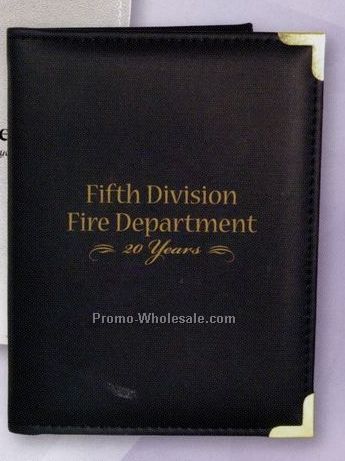 Fifth Division
Fire Department
20 Years
Promo-Wholesale.com